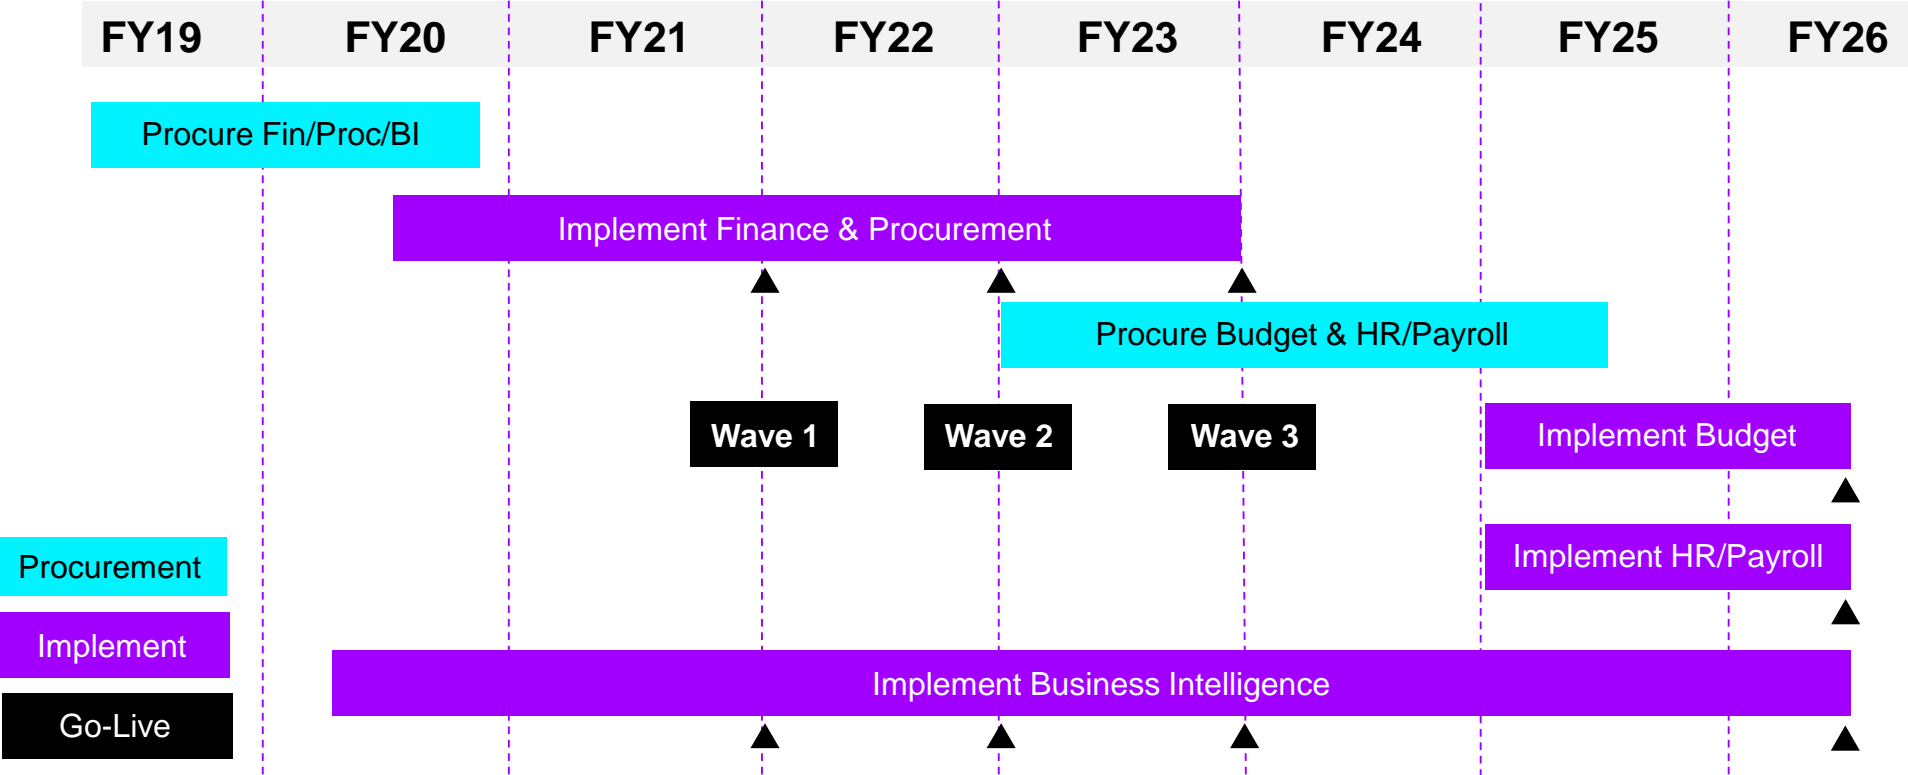 FY19 FY20 FY21 FY22 FY23 FY24 FY25 FY26
Procure Fin/Proc/BI
Implement Finance & Procurement
Procure Budget & HR/Payroll
Wave 1 Wave 2 Wave 3 Implement Budget
Implement HR/Payroll
Procurement
Implement
Implement Business Intelligence
Go-Live